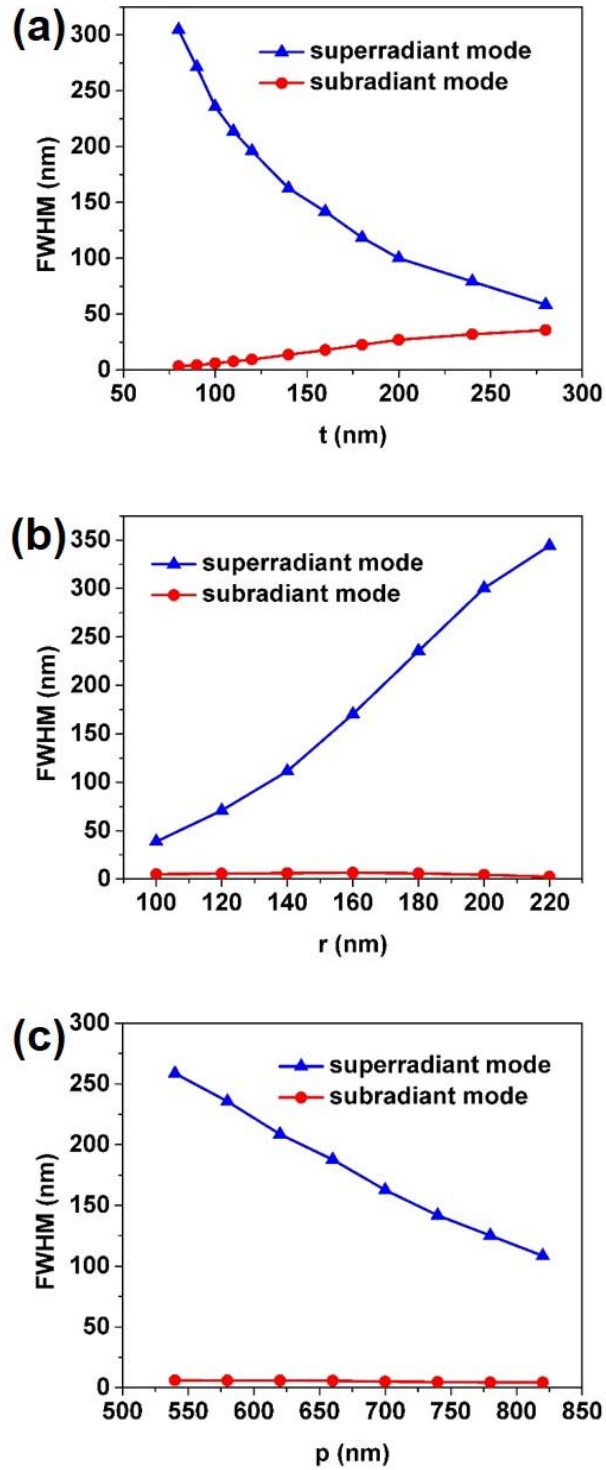 (a)
300
250
200
150
100
50
0
FWHM (nm)
superradiant mode
subradiant mode
50 100 150 200 250 300
t (nm)
(b)
350
300
250
200
150
100
50
0
FWHM (nm)
superradiant mode
subradiant mode
100 120 140 160 180 200 220
r (nm)
(c)
300
250
200
150
100
50
0
FWHM (nm)
superradiant mode
subradiant mode
500 550 600 650 700 750 800 850
p (nm)